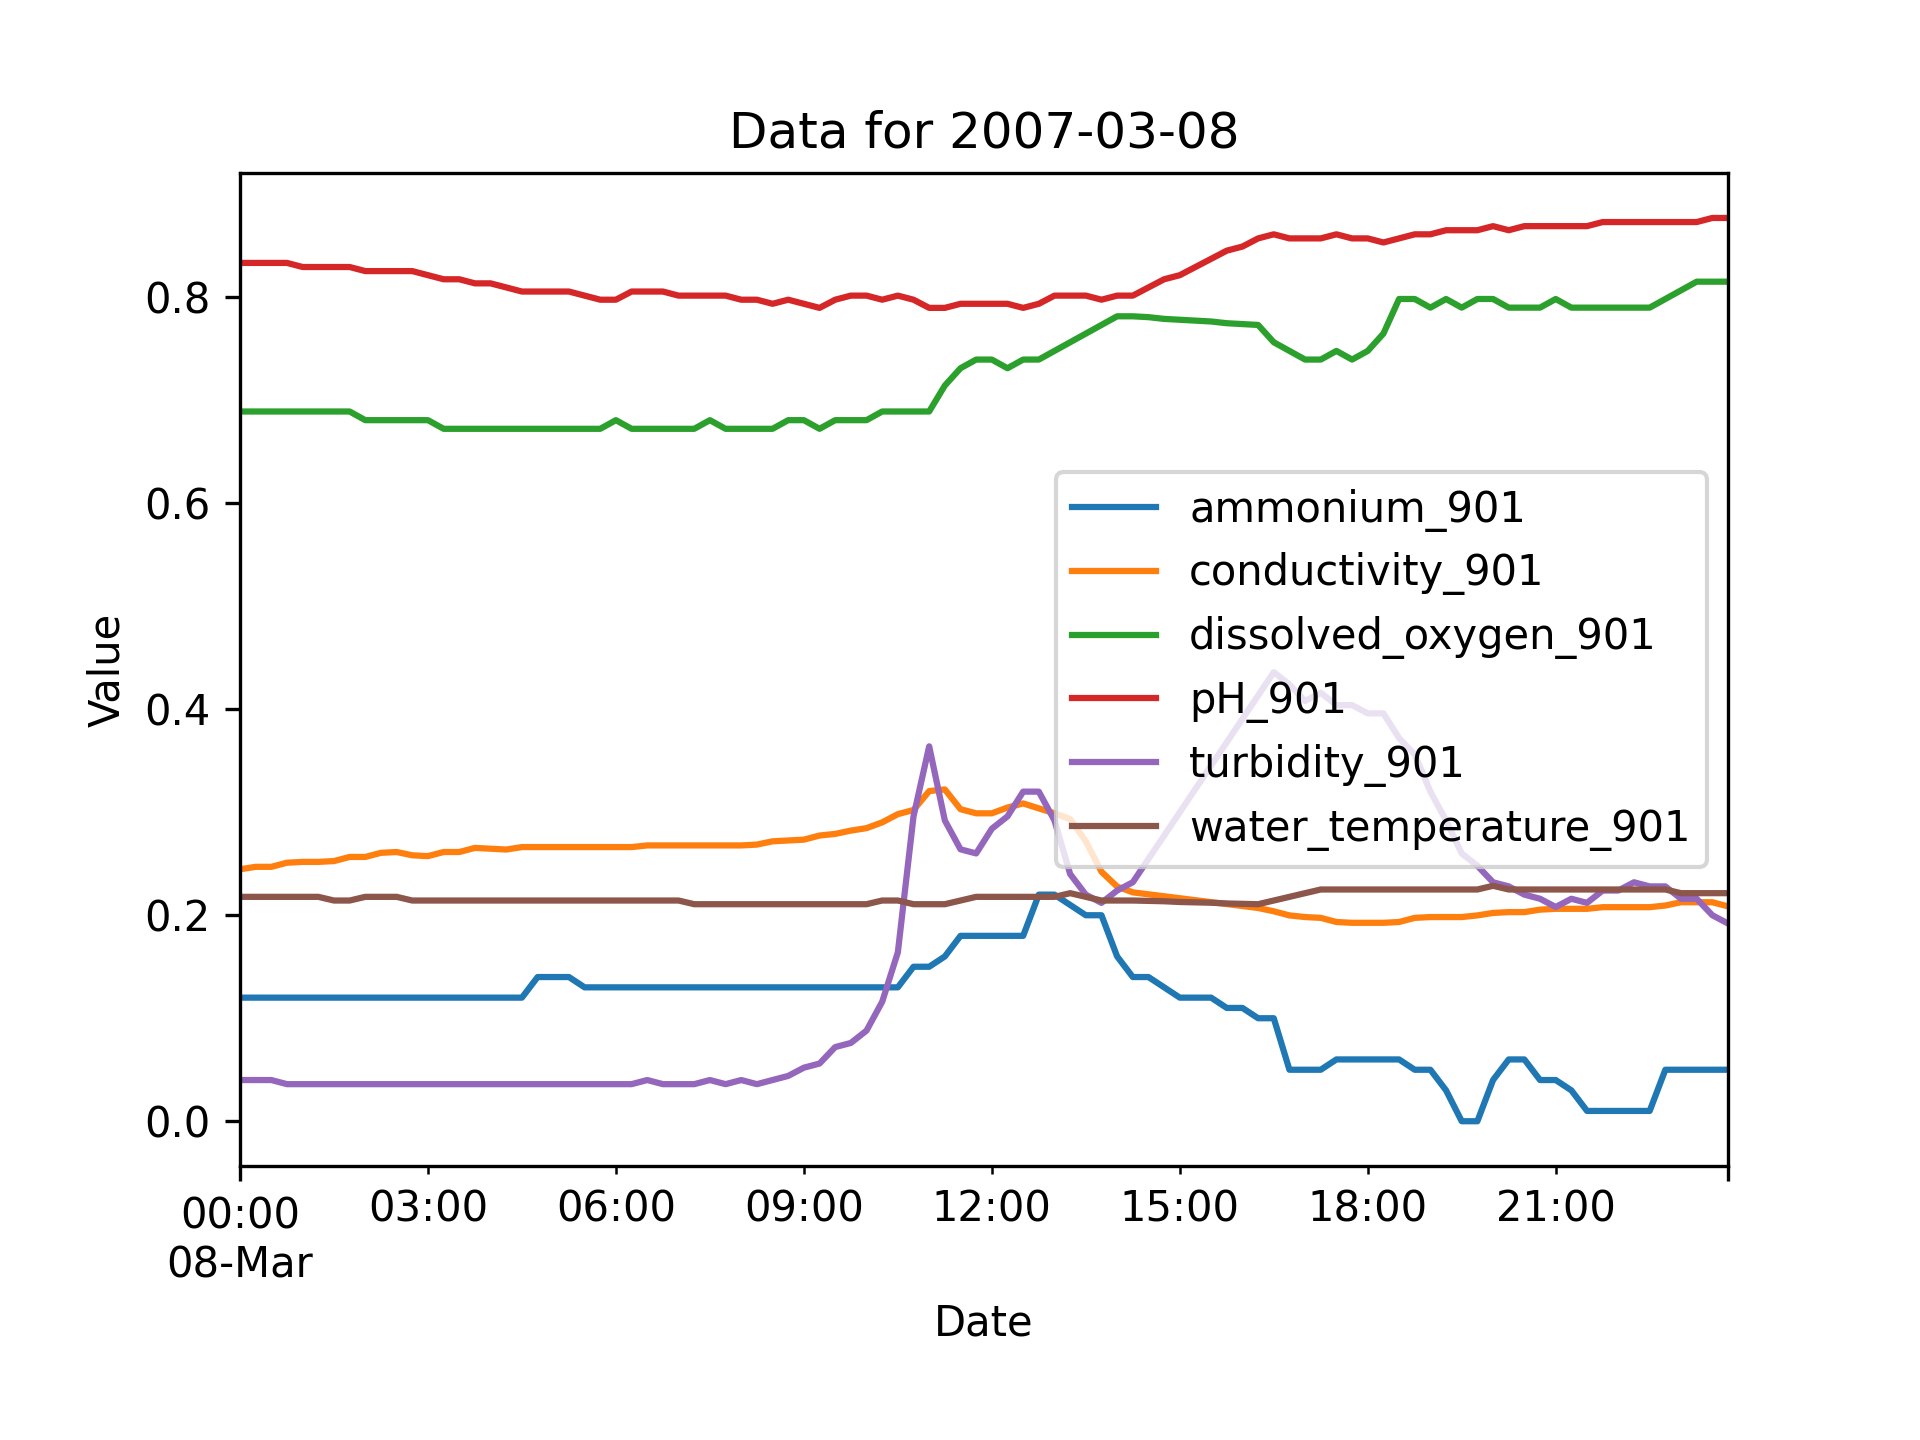 Data for 2007-03-08
Value
0.8
0.6
0.4
0.2
0.0
ammonium_901
conductivity_901
dissolved_oxygen_901
pH_901
turbidity_901
water_temperature_901
00:00 03:00 06:00 09:00 12:00 15:00 18:00 21:00
08-Mar
Date